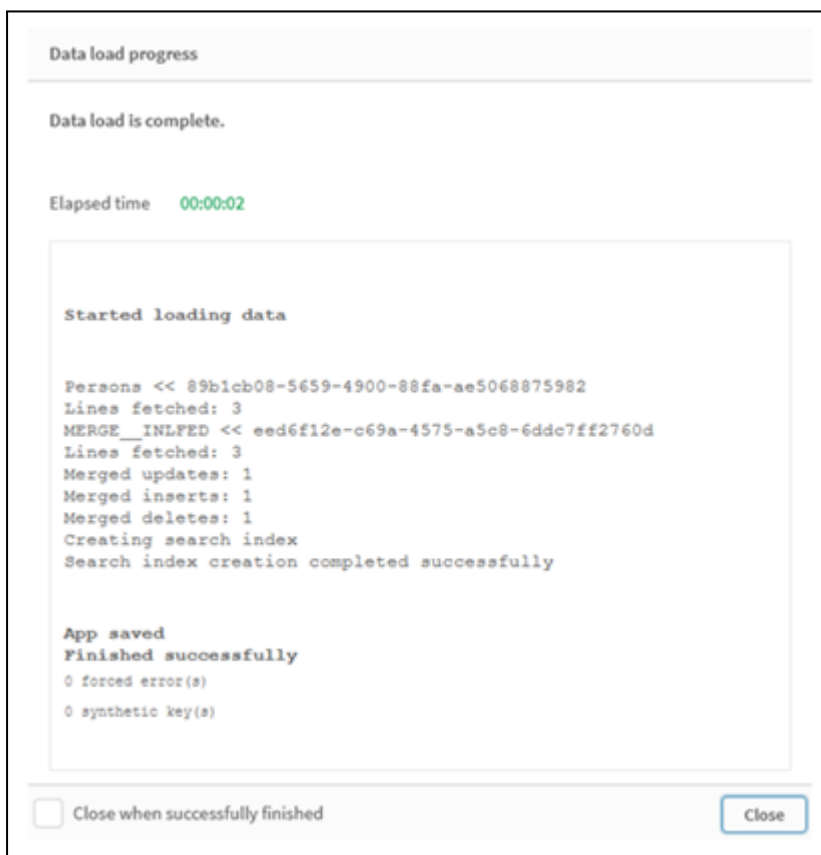 Data load progress
Data load is complete.
Elapsed time 00:00:02
Started loading data
Persons << 89b1cb08-5659-4900-88fa-ae5068875982
Lines fetched: 3
MERGE__INLFED << eed6f12e-c69a-4575-a5c8-6ddc7ff2760d
Lines fetched: 3
Merged updates: 1
Merged inserts: 1
Merged deletes: 1
Creating search index
Search index creation completed successfully
App saved
Finished successfully
0 forced error(s)
0 synthetic key(s)
Close when successfully finished
Close